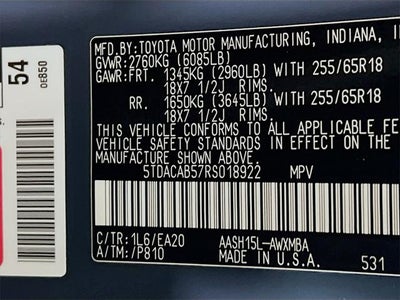 54
0E850
MFD. BY:TOYOTA MOTOR MANUFACTURING, INDIANA,
GVWR:2760KG (6085LB)
GAWR:FRT. 1345KG (2960LB) WITH 255/65R18
18X7 1/2J RIMS.
RR. 1650KG (3645LB) WITH 255/65R18
18X7 1/2J RIMS.
THIS VEHICLE CONFORMS TO ALL APPLICABLE FE
VEHICLE SAFETY STANDARDS IN EFFECT ON THE
MANUFACTURE SHOWN ABOVE.
5TDACAB57RS018922 MPV
C/TR:1L6/EA20 AASH15L-AWXMBA
A/TM:/P810 MADE IN U.S.A. 531